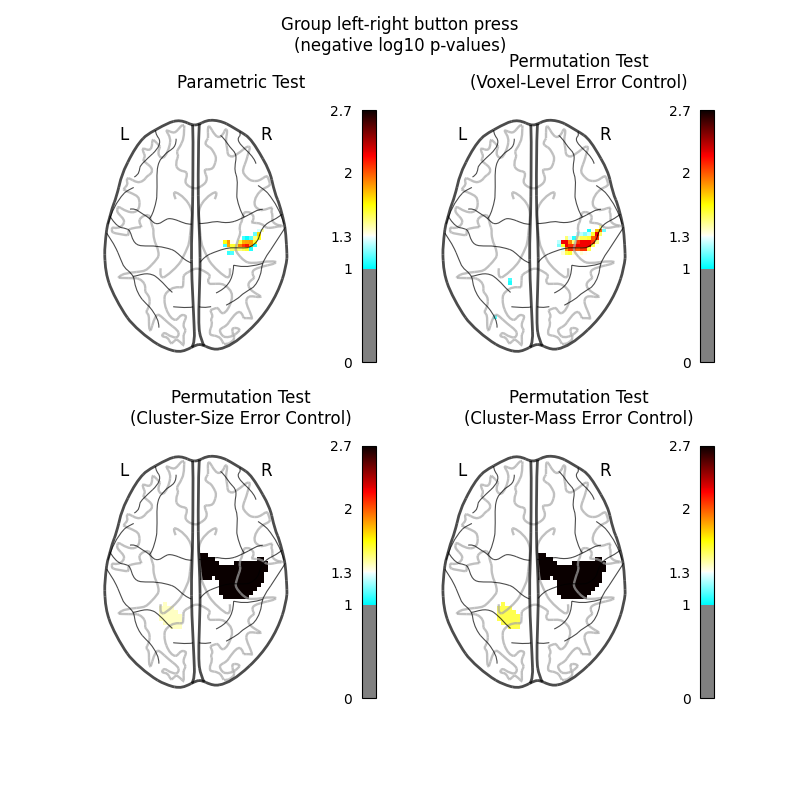 Group left-right button press
(negative log10 p-values)
Parametric Test
Permutation Test
(Voxel-Level Error Control)
L
R
2.7
2
1.3
1
0
L
R
2.7
2
1.3
1
0
Permutation Test
(Cluster-Size Error Control)
Permutation Test
(Cluster-Mass Error Control)
L
R
2.7
2
1.3
1
0
L
R
2.7
2
1.3
1
0